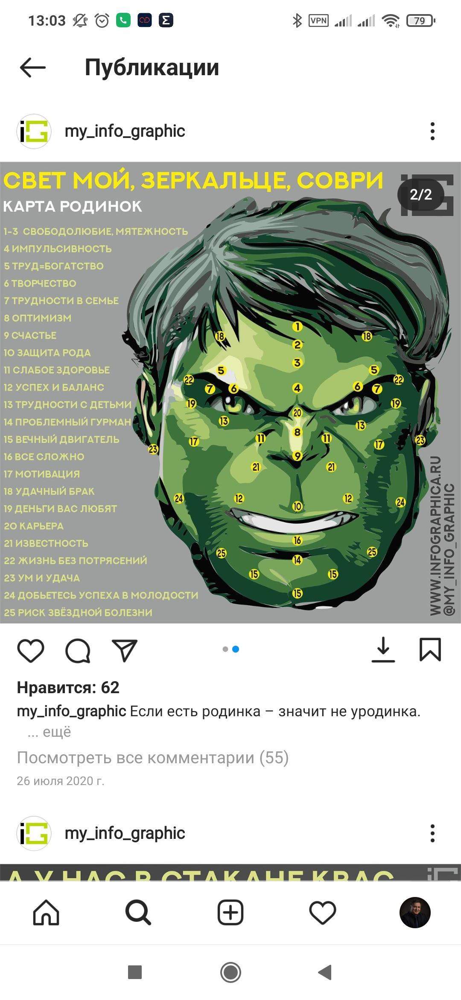 13:03
VPN
79
Публикации
iG my_info_graphic
СВЕТ МОЙ, ЗЕРКАЛЬЦЕ, СОВРИ
2/2
КАРТА РОДИНОК
1-3 СВОБОДОЛЮБИЕ, МЯТЕЖНОСТЬ
4 ИМПУЛЬСИВНОСТЬ
5 ТРУД=БОГАТСТВО
6 ТВОРЧЕСТВО
7 ТРУДНОСТИ В СЕМЬЕ
8 ОПТИМИЗМ
9 СЧАСТЬЕ
10 ЗАЩИТА РОДА
11 СЛАБОЕ ЗДОРОВЬЕ
12 УСПЕХ И БАЛАНС
13 ТРУДНОСТИ С ДЕТЬМИ
14 ПРОБЛЕМНЫЙ ГУРМАН
15 ВЕЧНЫЙ ДВИГАТЕЛЬ
16 ВСЕ СЛОЖНО
17 МОТИВАЦИЯ
18 УДАЧНЫЙ БРАК
19 ДЕНЬГИ ВАС ЛЮБЯТ
20 КАРЬЕРА
21 ИЗВЕСТНОСТЬ
22 ЖИЗНЬ БЕЗ ПОТРЯСЕНИЙ
23 УМ И УДАЧА
24 ДОБЬЕТЕСЬ УСПЕХА В МОЛОДОСТИ
25 РИСК ЗВЁЗДНОЙ БОЛЕЗНИ
1
18 18
2
3
5 5
22 22
7 6 4 6 7
19 19
20
13 13
8
17 11 11 17
23 23
9
21 21
24 12 12 24
10
16
25 25
14
15 15
15
WWW.INFOGRAPHICA.RU
@MY_INFO_GRAPHIC
Нравится: 62
my_info_graphic Если есть родинка – значит не уродинка.
... ещё
Посмотреть все комментарии (55)
26 июля 2020 г.
iG my_info_graphic
А У НАС В СТАКАНЕ КВАС